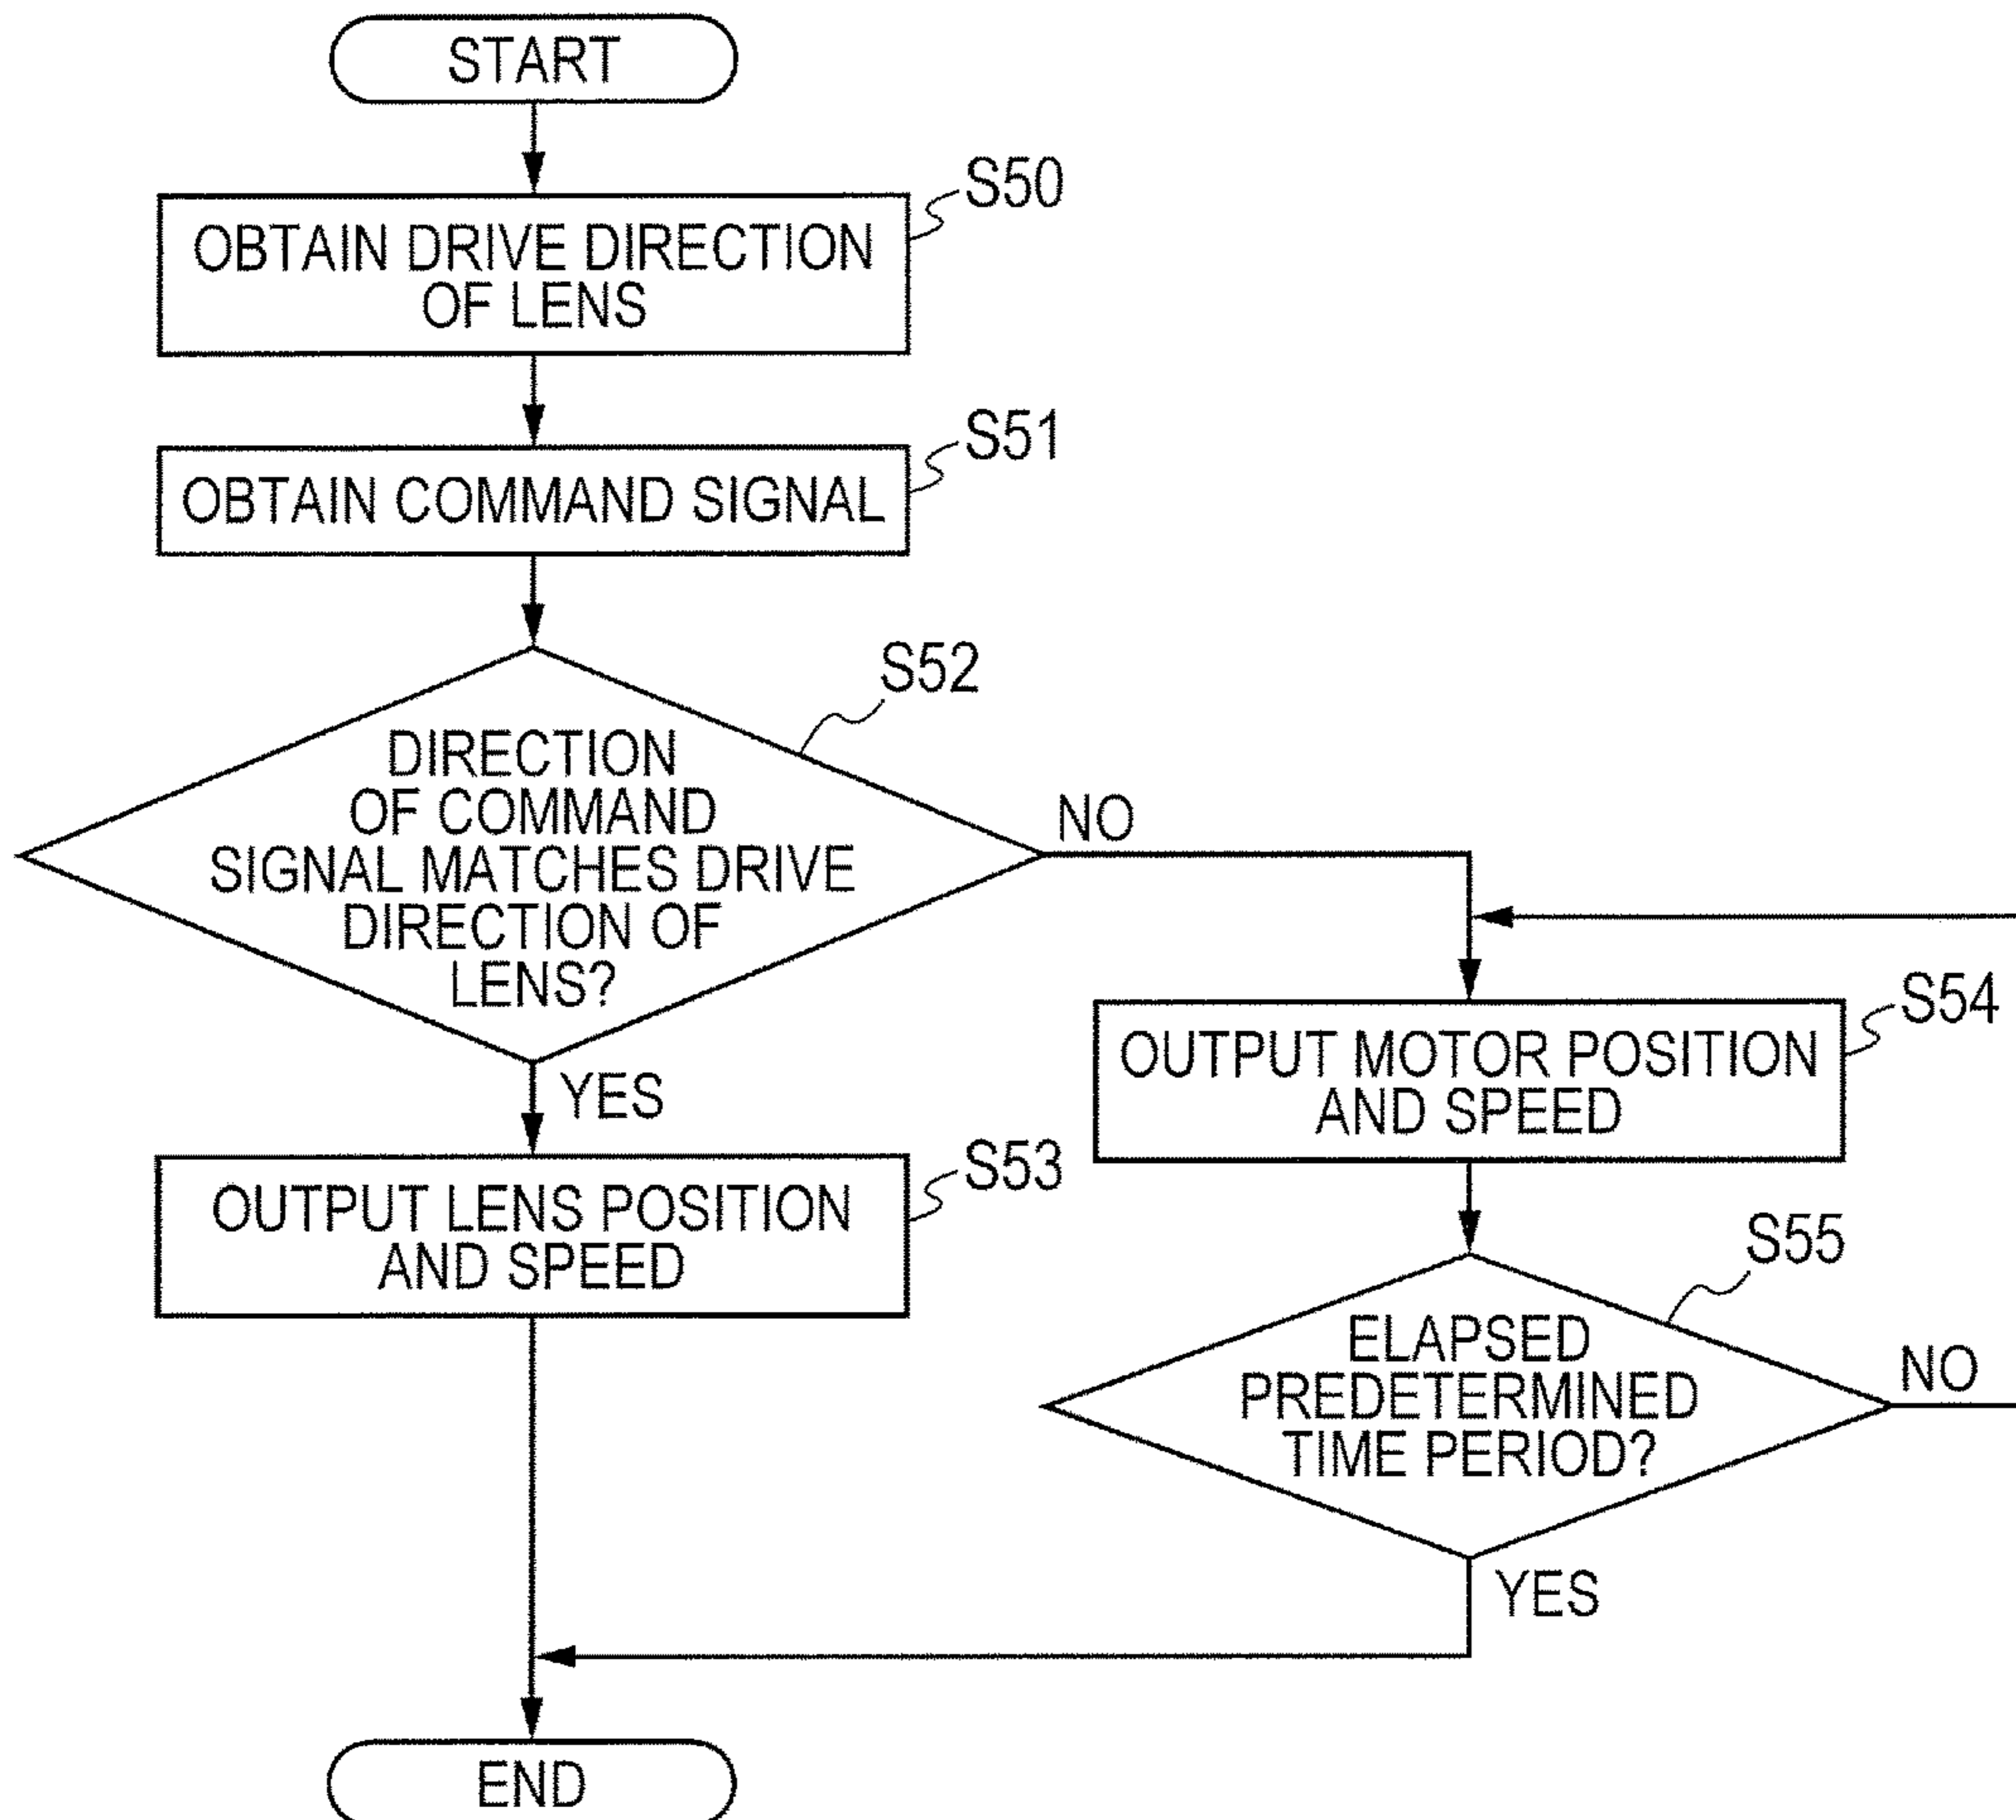 START
S50
OBTAIN DRIVE DIRECTION
OF LENS
S51
OBTAIN COMMAND SIGNAL
S52
DIRECTION
OF COMMAND
SIGNAL MATCHES DRIVE
DIRECTION OF
LENS?
NO
YES
S53
OUTPUT LENS POSITION
AND SPEED
S54
OUTPUT MOTOR POSITION
AND SPEED
S55
ELAPSED
PREDETERMINED
TIME PERIOD?
NO
YES
END